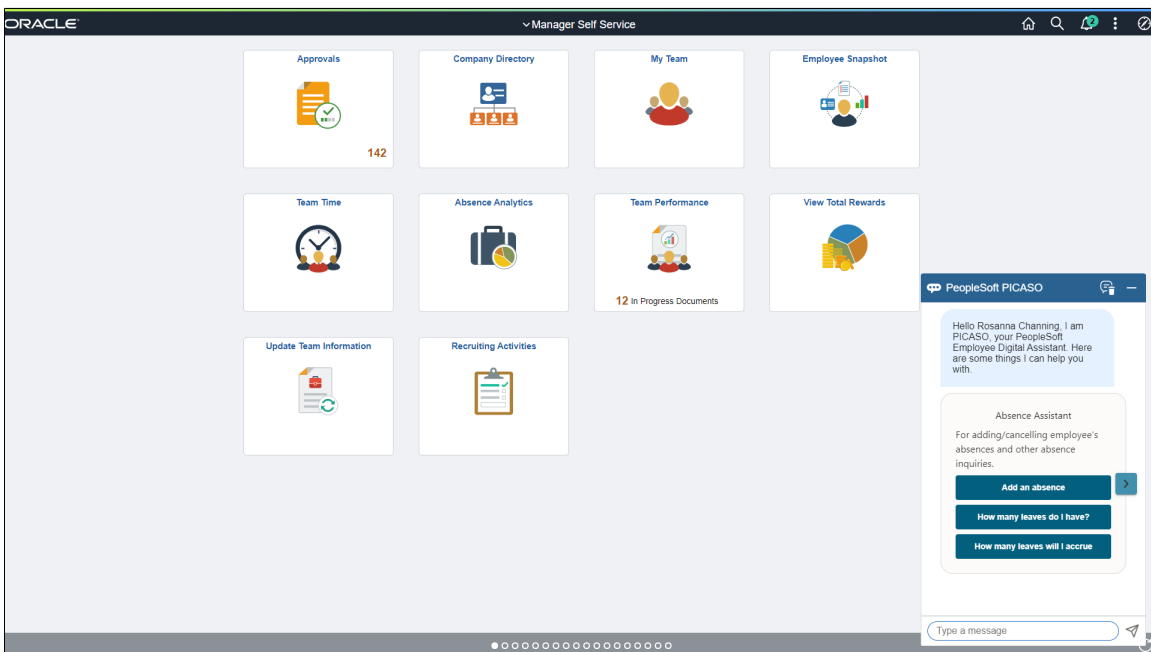 ORACLE
Manager Self Service
2
Approvals
142
Company Directory
My Team
Employee Snapshot
Team Time
Absence Analytics
Team Performance
12 In Progress Documents
View Total Rewards
Update Team Information
Recruiting Activities
PeopleSoft PICASO
Hello Rosanna Channing, I am
PICASO, your PeopleSoft
Employee Digital Assistant. Here
are some things I can help you
with.
Absence Assistant
For adding/cancelling employee's
absences and other absence
inquiries.
Add an absence
How many leaves do I have?
How many leaves will I accrue
Type a message